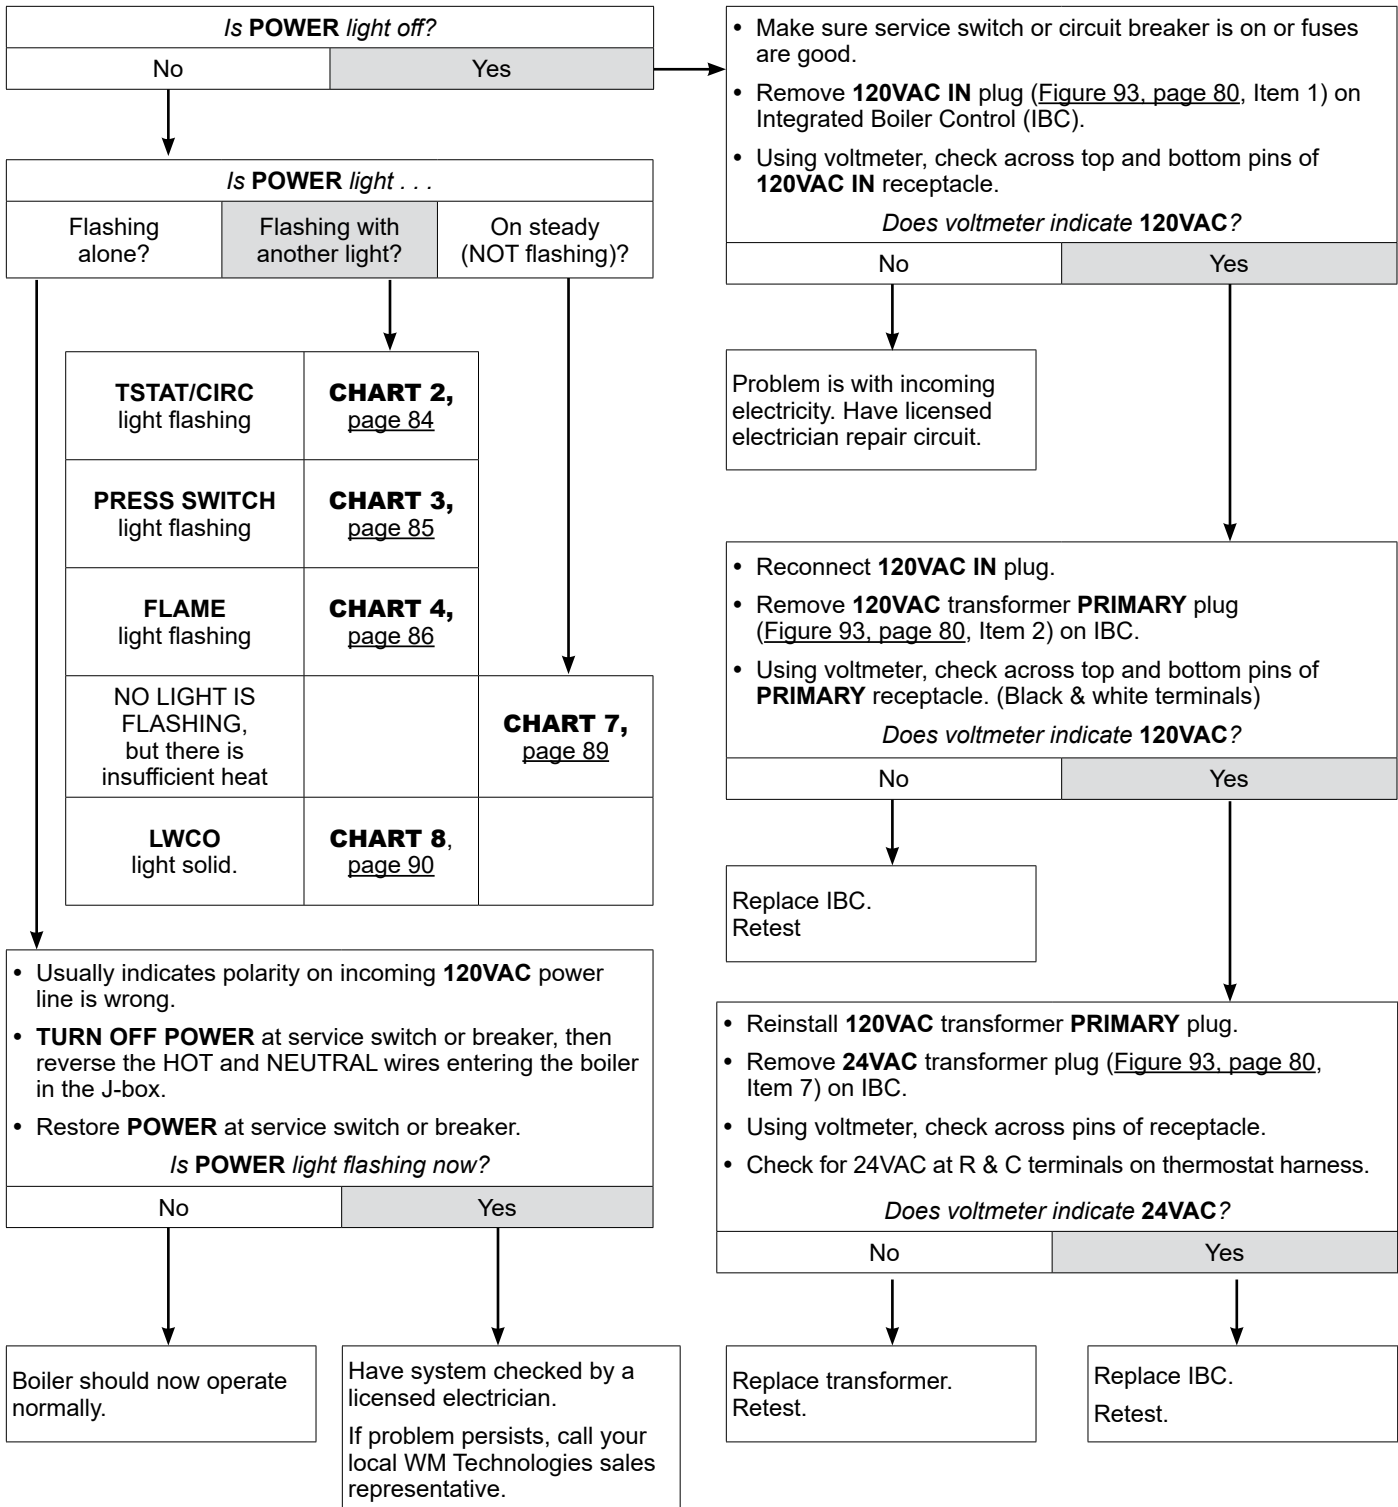 Is POWER light off?
No
Yes
Is POWER light . . .
Flashing
alone?
Flashing with
another light?
On steady
(NOT flashing)?
TSTAT/CIRC
light flashing
CHART 2,
page 84
PRESS SWITCH
light flashing
CHART 3,
page 85
FLAME
light flashing
CHART 4,
page 86
NO LIGHT IS
FLASHING,
but there is
insufficient heat
CHART 7,
page 89
LWCO
light solid.
CHART 8,
page 90
• Usually indicates polarity on incoming 120VAC power
line is wrong.
• TURN OFF POWER at service switch or breaker, then
reverse the HOT and NEUTRAL wires entering the boiler
in the J-box.
• Restore POWER at service switch or breaker.
Is POWER light flashing now?
No
Yes
Boiler should now operate
normally.
Have system checked by a
licensed electrician.
If problem persists, call your
local WM Technologies sales
representative.
• Make sure service switch or circuit breaker is on or fuses
are good.
• Remove 120VAC IN plug (Figure 93, page 80, Item 1) on
Integrated Boiler Control (IBC).
• Using voltmeter, check across top and bottom pins of
120VAC IN receptacle.
Does voltmeter indicate 120VAC?
No
Yes
Problem is with incoming
electricity. Have licensed
electrician repair circuit.
• Reconnect 120VAC IN plug.
• Remove 120VAC transformer PRIMARY plug
(Figure 93, page 80, Item 2) on IBC.
• Using voltmeter, check across top and bottom pins of
PRIMARY receptacle. (Black & white terminals)
Does voltmeter indicate 120VAC?
No
Yes
Replace IBC.
Retest
• Reinstall 120VAC transformer PRIMARY plug.
• Remove 24VAC transformer plug (Figure 93, page 80,
Item 7) on IBC.
• Using voltmeter, check across pins of receptacle.
• Check for 24VAC at R & C terminals on thermostat harness.
Does voltmeter indicate 24VAC?
No
Yes
Replace transformer.
Retest.
Replace IBC.
Retest.